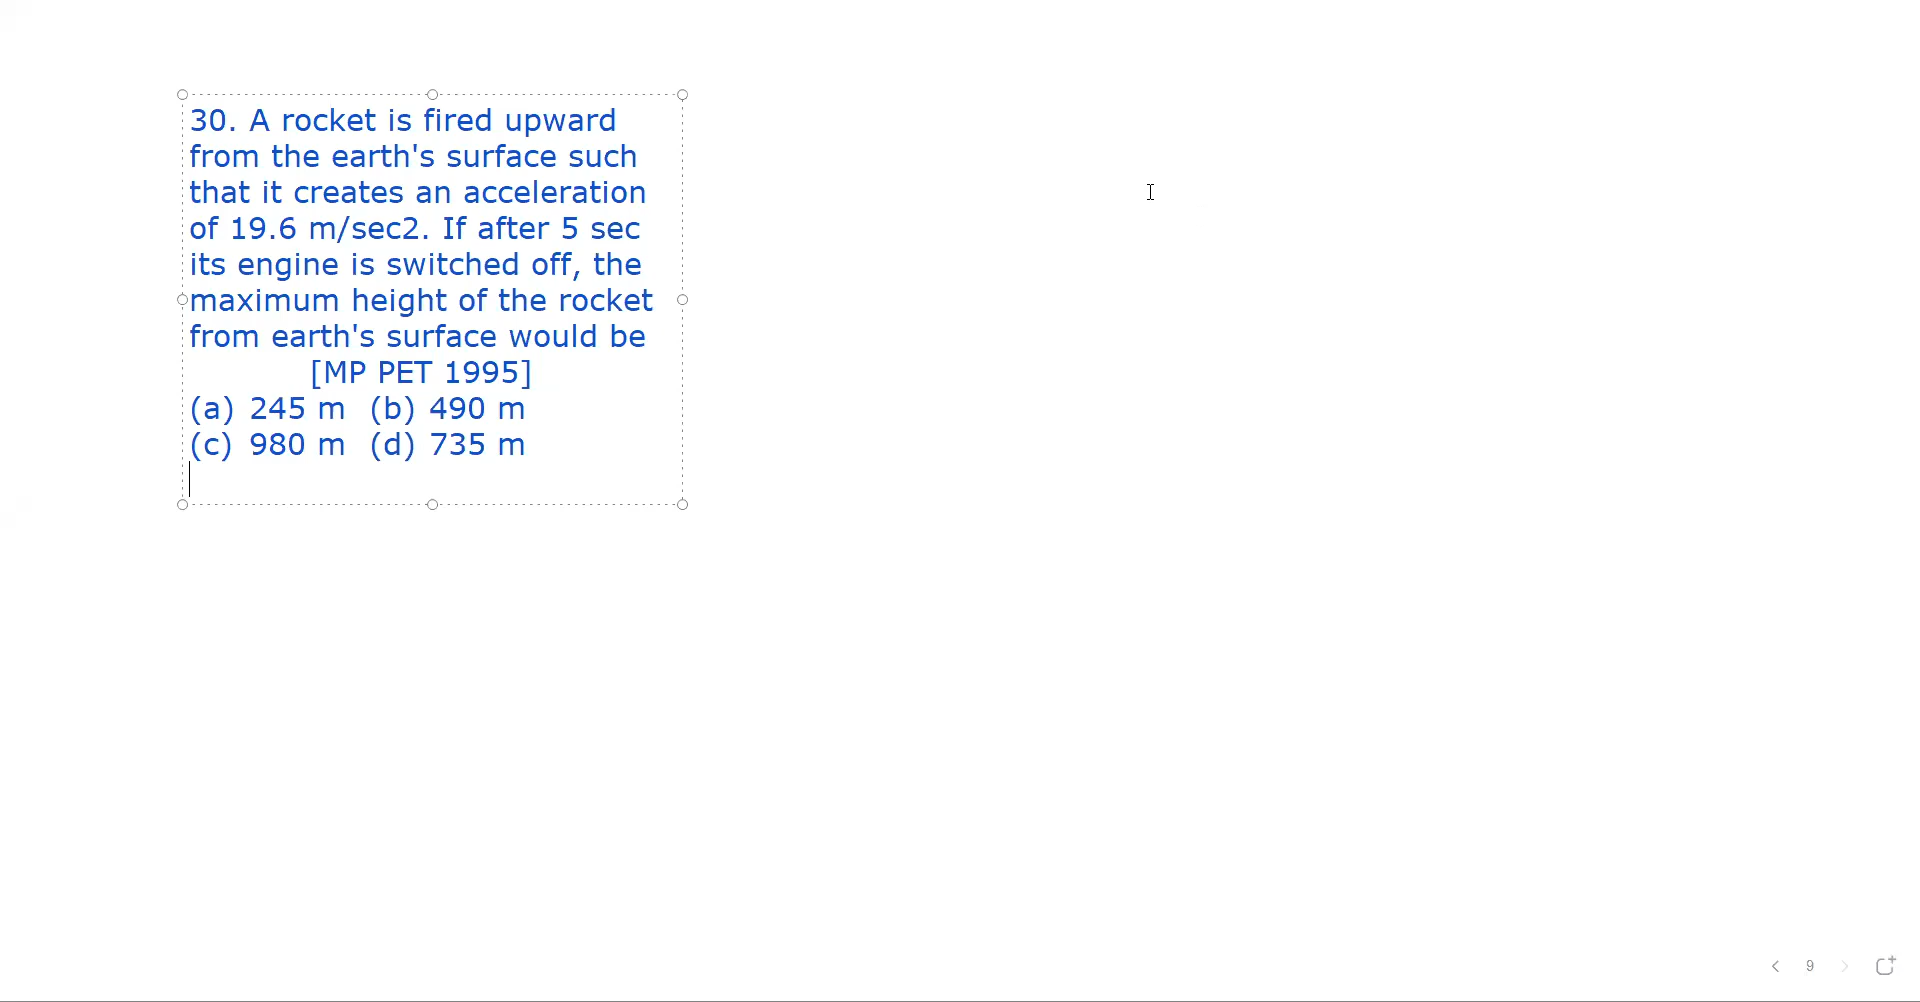 30. A rocket is fired upward
from the earth's surface such
that it creates an acceleration
of 19.6 m/sec2. If after 5 sec
its engine is switched off, the
maximum height of the rocket
from earth's surface would be
[MP PET 1995]
(a) 245 m (b) 490 m
(c) 980 m (d) 735 m
9